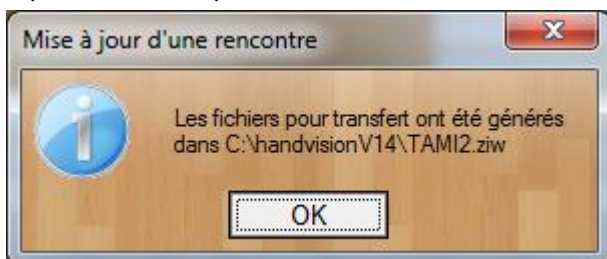 Mise à jour d'une rencontre
Les fichiers pour transfert ont été générés
dans C:\handvisionV14\TAMI2.ziw
OK